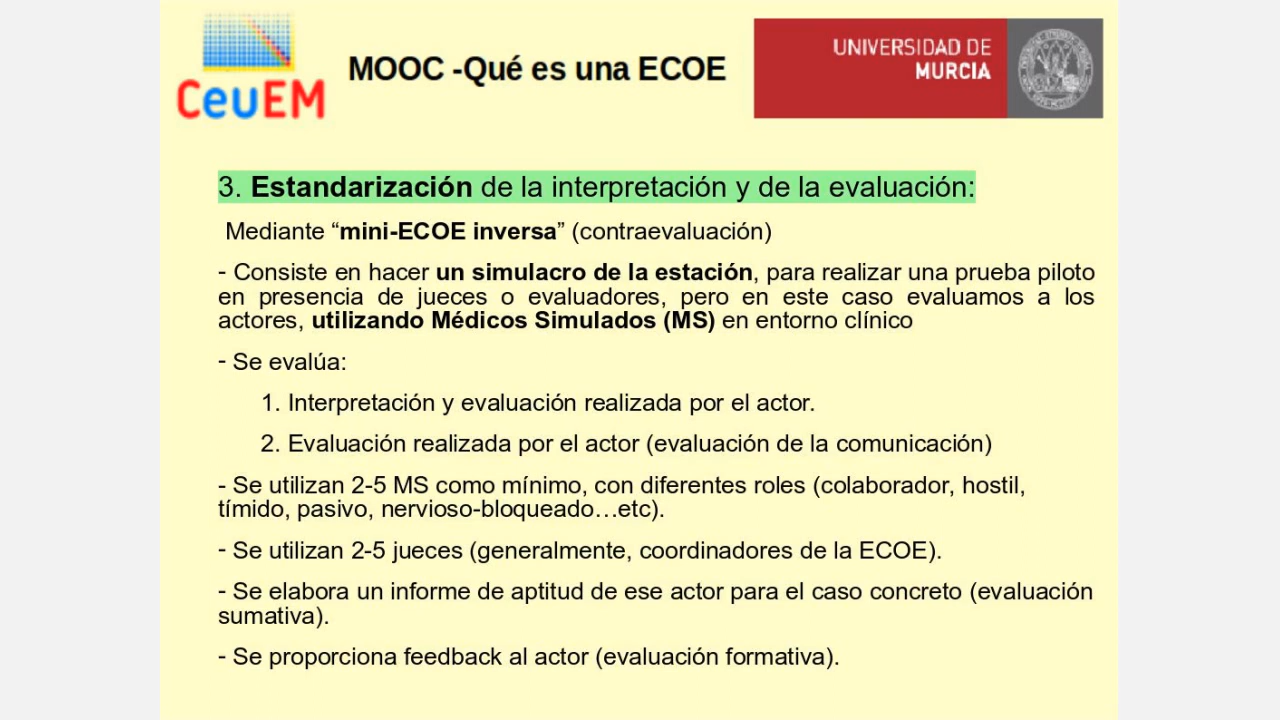 CeuEM
MOOC -Qué es una ECOE
UNIVERSIDAD DE
MURCIA
3. Estandarización de la interpretación y de la evaluación:
Mediante “mini-ECOE inversa” (contraevaluación)
- Consiste en hacer un simulacro de la estación, para realizar una prueba piloto
en presencia de jueces o evaluadores, pero en este caso evaluamos a los
actores, utilizando Médicos Simulados (MS) en entorno clínico
- Se evalúa:
1. Interpretación y evaluación realizada por el actor.
2. Evaluación realizada por el actor (evaluación de la comunicación)
- Se utilizan 2-5 MS como mínimo, con diferentes roles (colaborador, hostil,
tímido, pasivo, nervioso-bloqueado…etc).
- Se utilizan 2-5 jueces (generalmente, coordinadores de la ECOE).
- Se elabora un informe de aptitud de ese actor para el caso concreto (evaluación
sumativa).
- Se proporciona feedback al actor (evaluación formativa).